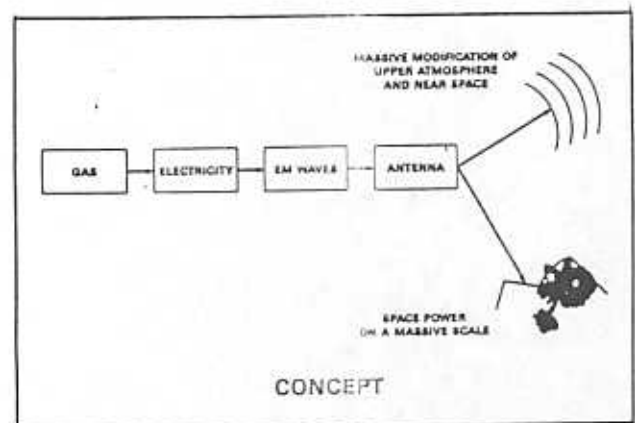 MASSIVE MODIFICATION OF
UPPER ATMOSPHERE
AND NEAR SPACE
GAS
ELECTRICITY
EM WAVES
ANTENNA
SPACE POWER
ON A MASSIVE SCALE
CONCEPT